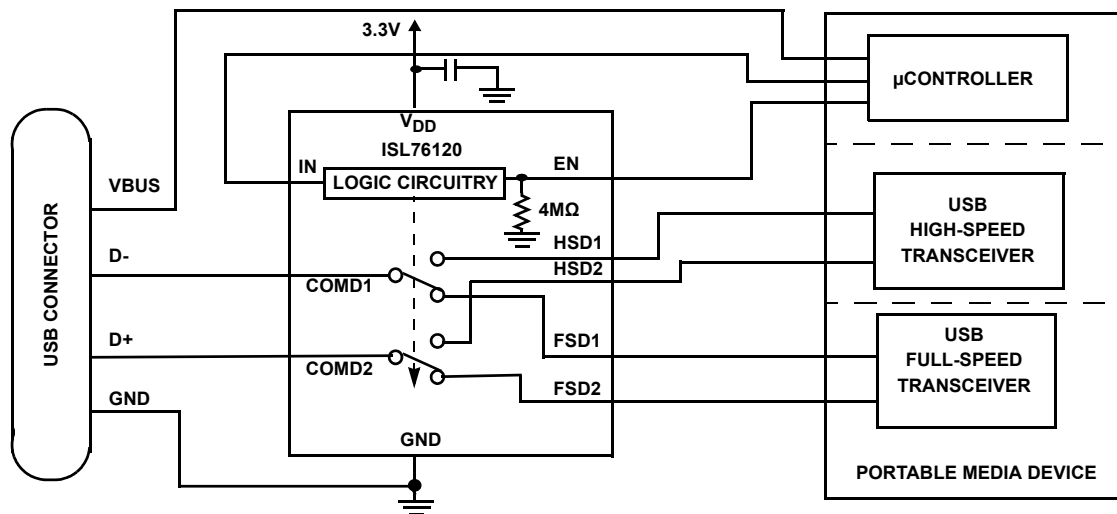 3.3V
µCONTROLLER
VDD
ISL76120
IN
LOGIC CIRCUITRY
EN
4MΩ
USB CONNECTOR
VBUS
D-
D+
GND
COMD1
COMD2
HSD1
HSD2
FSD1
FSD2
GND
USB
HIGH-SPEED
TRANSCEIVER
USB
FULL-SPEED
TRANSCEIVER
PORTABLE MEDIA DEVICE